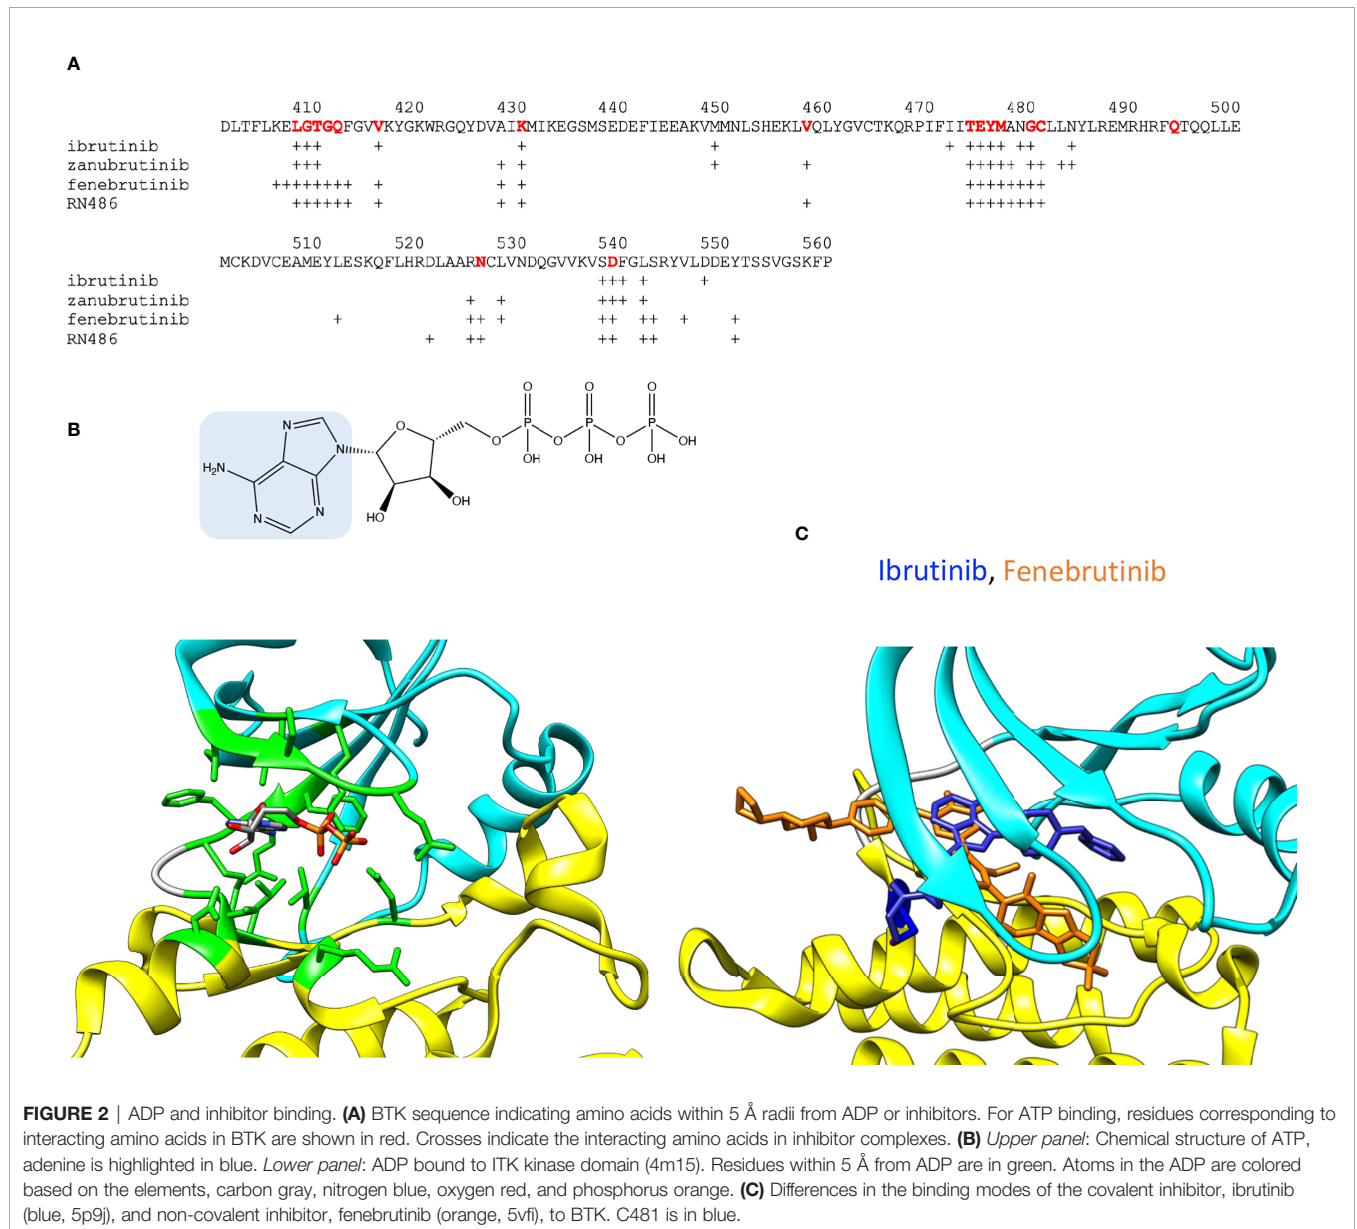 A
410 420 430 440 450 460 470 480 490 500
DLTFLKELGTGQFGVVKYGKWRGQYDVAIKMIKEGSMSEDEFIEEAKVMMNLSHEKLVQLYGVCTKQRPIFIITEYMANGCLLNYLREMRHRFQTQQLLE
ibrutinib +++ + + + + ++++ ++ +
zanubrutinib +++ + + + + +++++ ++ ++
fenebrutinib ++++++++ + + + ++++++++
RN486 ++++++ + + + + ++++++++
510 520 530 540 550 560
MCKDVCEAMEYLESKQFLHRDLAARNCLVNDQGVVKVSDFGLSRYVLDDEYTSSVGSKFP
ibrutinib +++ + +
zanubrutinib + + +++ +
fenebrutinib + ++ + ++ ++ + +
RN486 + ++ ++ ++ +
B
O O O
N O P P P
H₂N N O O O OH
OH OH OH
N N OH
HO
C
Ibrutinib, Fenebrutinib
FIGURE 2 | ADP and inhibitor binding. (A) BTK sequence indicating amino acids within 5 Å radii from ADP or inhibitors. For ATP binding, residues corresponding to
interacting amino acids in BTK are shown in red. Crosses indicate the interacting amino acids in inhibitor complexes. (B) Upper panel: Chemical structure of ATP,
adenine is highlighted in blue. Lower panel: ADP bound to ITK kinase domain (4m15). Residues within 5 Å from ADP are in green. Atoms in the ADP are colored
based on the elements, carbon gray, nitrogen blue, oxygen red, and phosphorus orange. (C) Differences in the binding modes of the covalent inhibitor, ibrutinib
(blue, 5p9j), and non-covalent inhibitor, fenebrutinib (orange, 5vfi), to BTK. C481 is in blue.